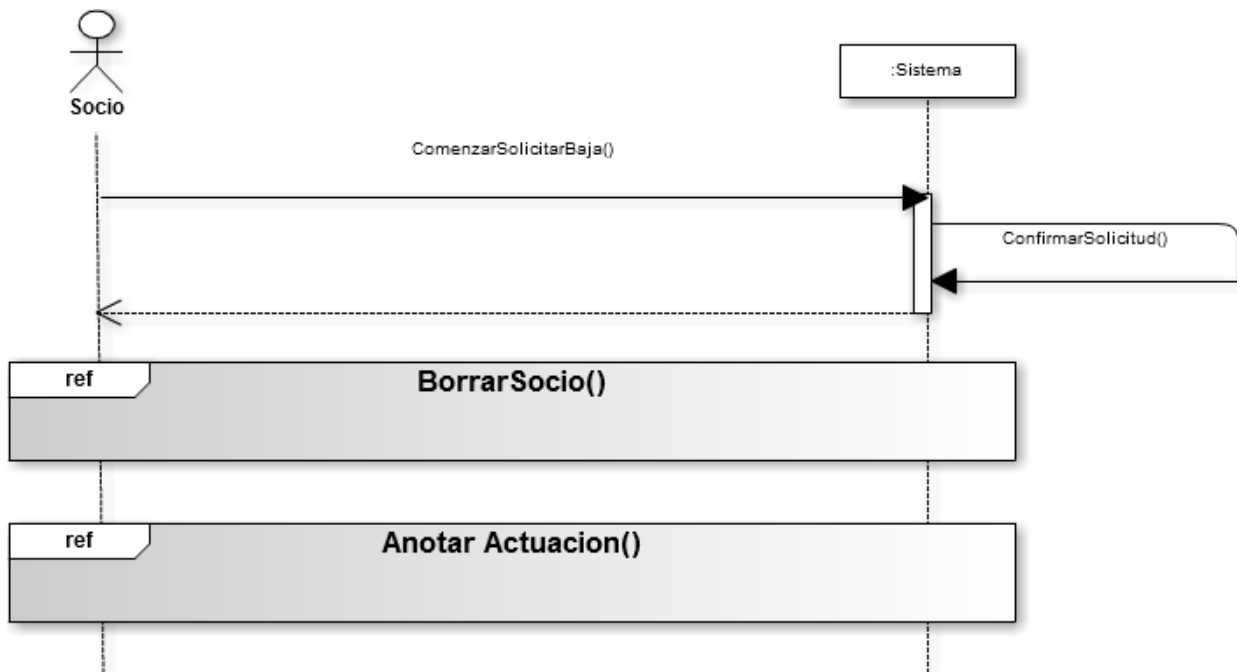 Socio
:Sistema
ComenzarSolicitarBaja()
ConfirmarSolicitud()
ref
BorrarSocio()
ref
Anotar Actuacion()